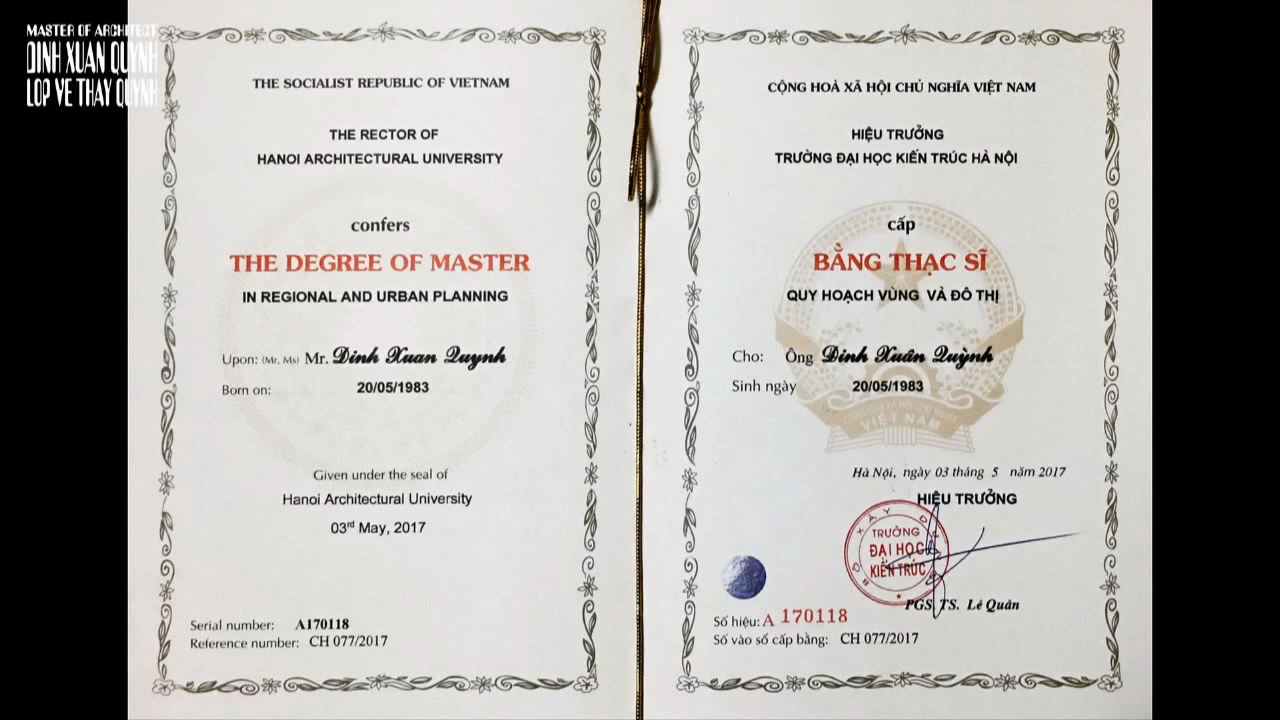 MASTER OF ARCHITECT
DINH XUAN QUYNH
LOP VE THAY QUYNH
THE SOCIALIST REPUBLIC OF VIETNAM
THE RECTOR OF
HANOI ARCHITECTURAL UNIVERSITY
confers
THE DEGREE OF MASTER
IN REGIONAL AND URBAN PLANNING
Upon: (Mr, Ms) Mr. Dinh Xuan Quynh
Born on: 20/05/1983
Given under the seal of
Hanoi Architectural University
03rd May, 2017
Serial number: A170118
Reference number: CH 077/2017
CỘNG HOÀ XÃ HỘI CHỦ NGHĨA VIỆT NAM
HIỆU TRƯỞNG
TRƯỜNG ĐẠI HỌC KIẾN TRÚC HÀ NỘI
cấp
BẰNG THẠC SĨ
QUY HOẠCH VÙNG VÀ ĐÔ THỊ
Cho: Ông Đinh Xuân Quỳnh
Sinh ngày 20/05/1983
VIỆT NAM
Hà Nội, ngày 03 tháng 5 năm 2017
HIỆU TRƯỞNG
BỘ XÂY DỰNG
TRƯỜNG
ĐẠI HỌC
KIẾN TRÚC
PGS. TS. Lê Quân
Số hiệu: A 170118
Số vào sổ cấp bằng: CH 077/2017